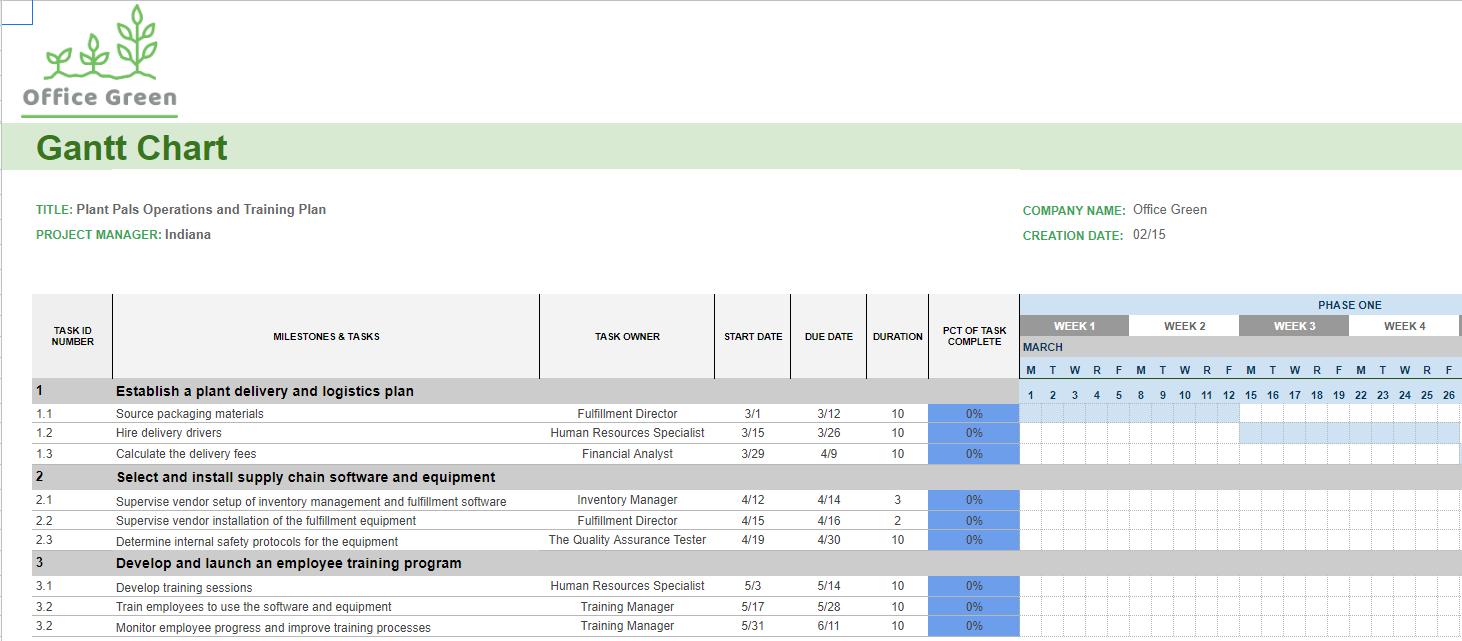 Office Green
Gantt Chart
TITLE: Plant Pals Operations and Training Plan
COMPANY NAME: Office Green
PROJECT MANAGER: Indiana
CREATION DATE: 02/15
TASK ID NUMBER MILESTONES & TASKS TASK OWNER START DATE DUE DATE DURATION PCT OF TASK COMPLETE
PHASE ONE
WEEK 1 WEEK 2 WEEK 3 WEEK 4
MARCH
M T W R F M T W R F M T W R F M T W R F
1 2 3 4 5 8 9 10 11 12 15 16 17 18 19 22 23 24 25 26
1 Establish a plant delivery and logistics plan
1.1 Source packaging materials Fulfillment Director 3/1 3/12 10 0%
1.2 Hire delivery drivers Human Resources Specialist 3/15 3/26 10 0%
1.3 Calculate the delivery fees Financial Analyst 3/29 4/9 10 0%
2 Select and install supply chain software and equipment
2.1 Supervise vendor setup of inventory management and fulfillment software Inventory Manager 4/12 4/14 3 0%
2.2 Supervise vendor installation of the fulfillment equipment Fulfillment Director 4/15 4/16 2 0%
2.3 Determine internal safety protocols for the equipment The Quality Assurance Tester 4/19 4/30 10 0%
3 Develop and launch an employee training program
3.1 Develop training sessions Human Resources Specialist 5/3 5/14 10 0%
3.2 Train employees to use the software and equipment Training Manager 5/17 5/28 10 0%
3.2 Monitor employee progress and improve training processes Training Manager 5/31 6/11 10 0%